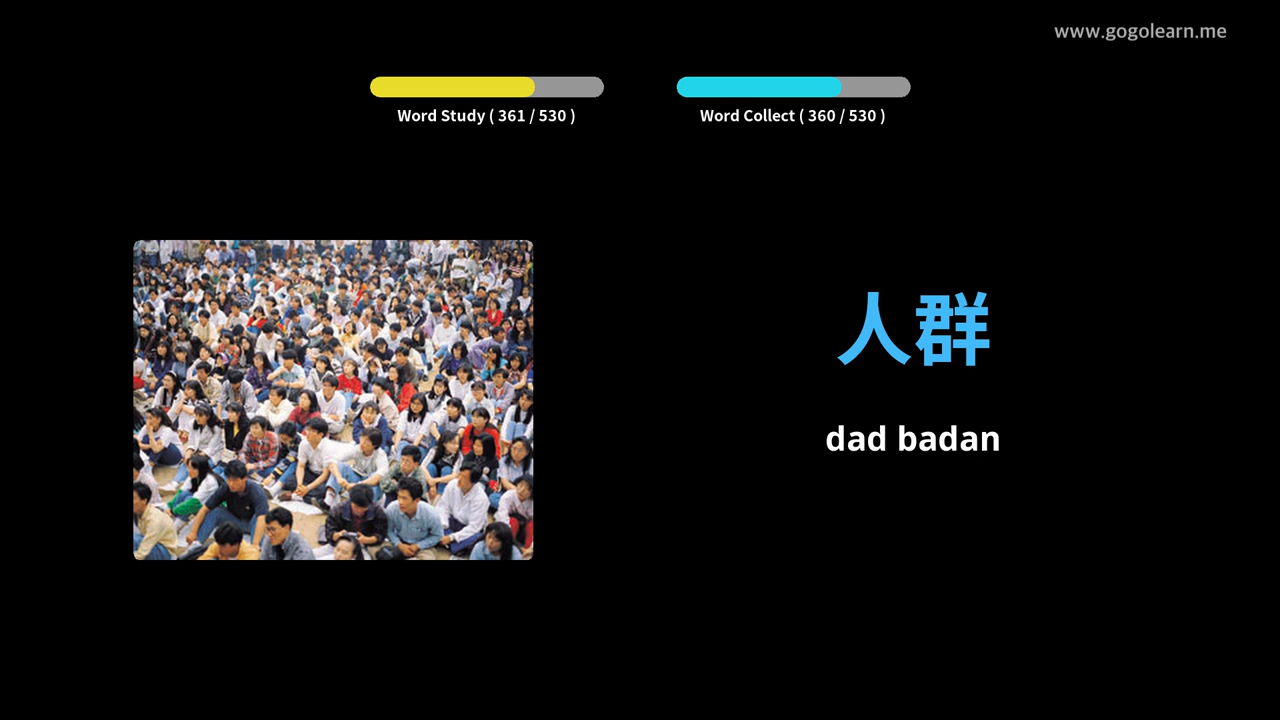 www.gogolearn.me
Word Study ( 361 / 530 )
Word Collect ( 360 / 530 )
人群
dad badan